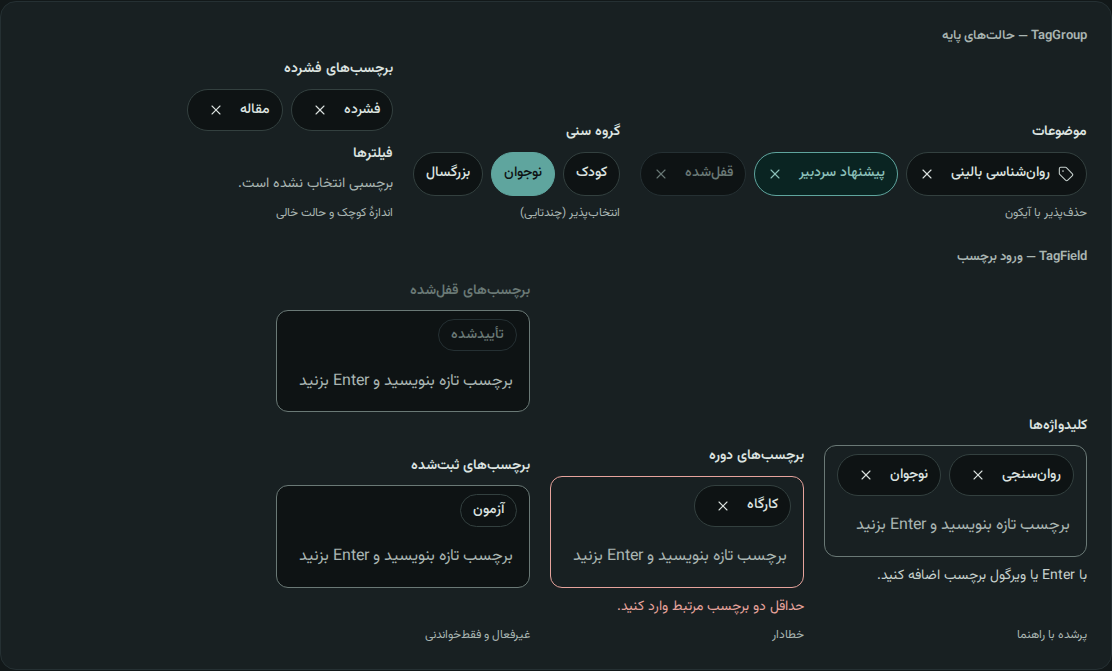 TagGroup — حالت‌های پایه
موضوعات
روان‌شناسی بالینی
پیشنهاد سردبیر
قفل‌شده
حذف‌پذیر با آیکون
گروه سنی
کودک
نوجوان
بزرگسال
انتخاب‌پذیر (چندتایی)
برچسب‌های فشرده
فشرده
مقاله
فیلترها
برچسبی انتخاب نشده است.
اندازهٔ کوچک و حالت خالی
TagField — ورود برچسب
کلیدواژه‌ها
روان‌سنجی
نوجوان
برچسب تازه بنویسید و Enter بزنید
با Enter یا ویرگول برچسب اضافه کنید.
پرشده با راهنما
برچسب‌های دوره
کارگاه
برچسب تازه بنویسید و Enter بزنید
حداقل دو برچسب مرتبط وارد کنید.
خطادار
برچسب‌های قفل‌شده
تأییدشده
برچسب تازه بنویسید و Enter بزنید
برچسب‌های ثبت‌شده
آزمون
برچسب تازه بنویسید و Enter بزنید
غیرفعال و فقط‌خواندنی